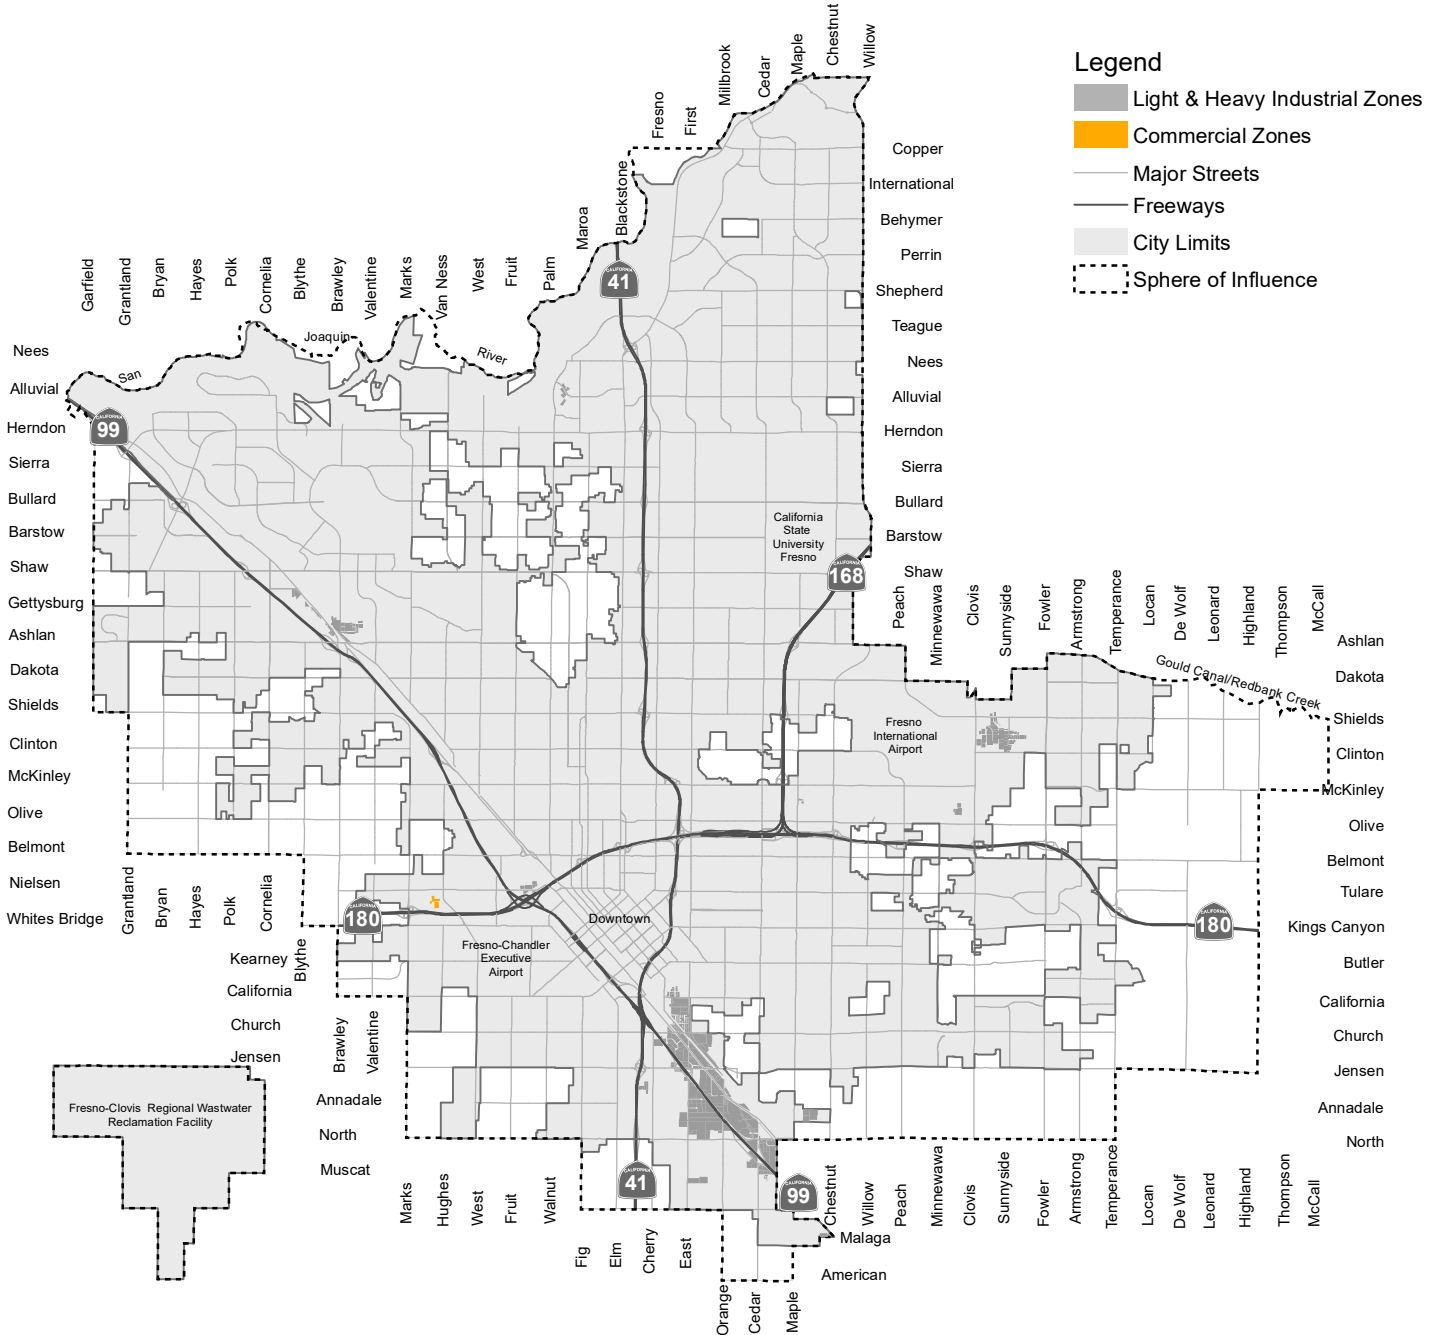 Legend
Light & Heavy Industrial Zones
Commercial Zones
Major Streets
Freeways
City Limits
Sphere of Influence
Garfield
Grantland
Bryan
Hayes
Polk
Cornelia
Blythe
Brawley
Valentine
Marks
Van Ness
West
Fruit
Palm
Maroa
Blackstone
Fresno
First
Millbrook
Cedar
Maple
Chestnut
Willow
Copper
International
Behymer
Perrin
Shepherd
Teague
Nees
Alluvial
Herndon
Sierra
Bullard
Barstow
Shaw
San
Joaquin
River
Nees
Alluvial
Herndon
Sierra
Bullard
Barstow
Shaw
Gettysburg
Ashlan
Dakota
Shields
Clinton
McKinley
Olive
Belmont
Nielsen
Whites Bridge
CALIFORNIA
99
CALIFORNIA
41
CALIFORNIA
168
California
State
University
Fresno
Peach
Minnewawa
Clovis
Sunnyside
Fowler
Armstrong
Temperance
Locan
De Wolf
Leonard
Highland
Thompson
McCall
Gould Canal/Redbank Creek
Ashlan
Dakota
Shields
Clinton
McKinley
Olive
Belmont
Tulare
Kings Canyon
Butler
California
Church
Jensen
Annadale
North
Fresno
International
Airport
Grantland
Bryan
Hayes
Polk
Cornelia
Blythe
CALIFORNIA
180
Downtown
CALIFORNIA
180
Fresno-Chandler
Executive
Airport
Kearney
California
Church
Jensen
Brawley
Valentine
Annadale
North
Muscat
Fresno-Clovis Regional Wastwater
Reclamation Facility
Marks
Hughes
West
Fruit
Walnut
Fig
Elm
Cherry
East
Orange
Cedar
Maple
CALIFORNIA
41
CALIFORNIA
99
Chestnut
Willow
Peach
Minnewawa
Clovis
Sunnyside
Fowler
Armstrong
Temperance
Locan
De Wolf
Leonard
Highland
Thompson
McCall
Malaga
American